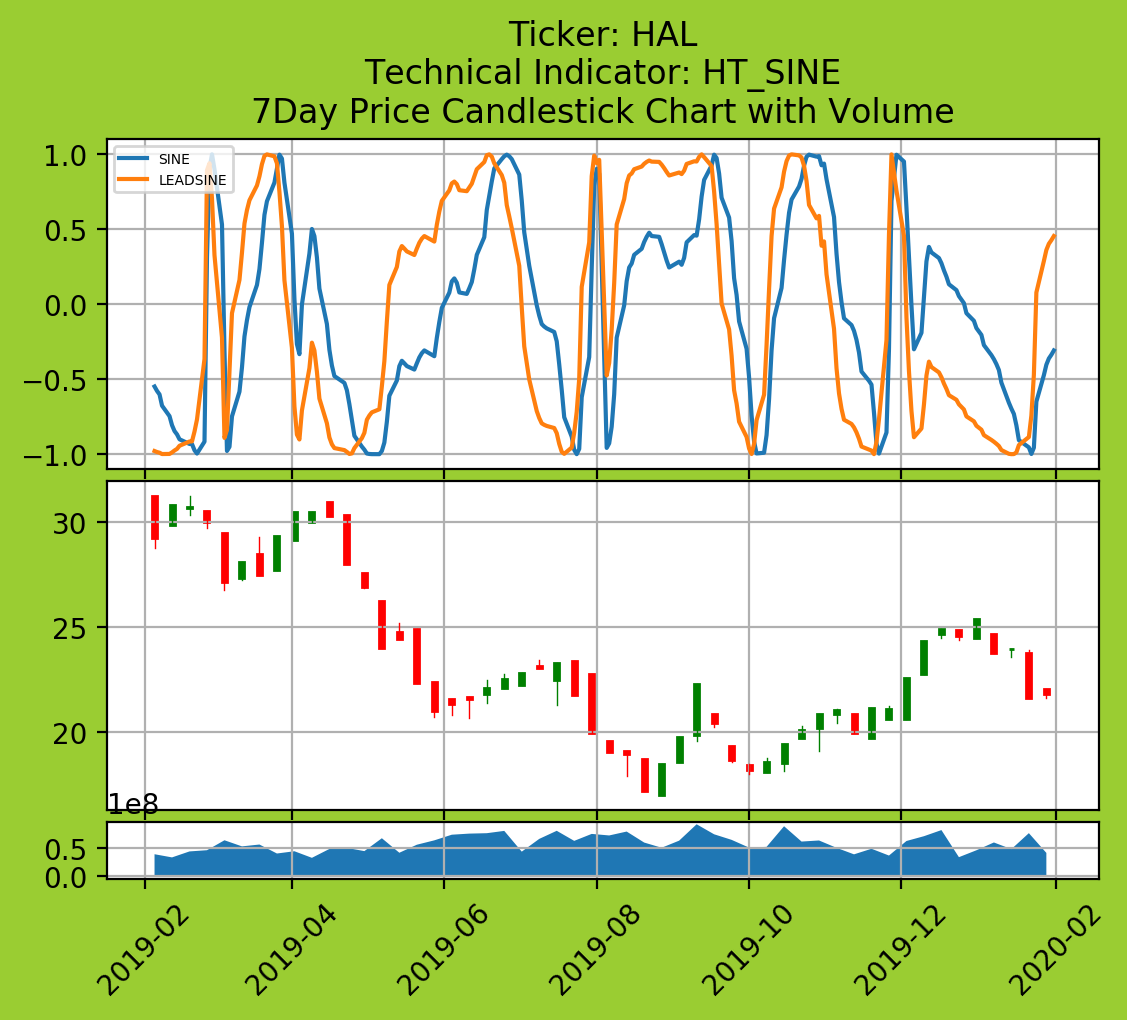 Ticker: HAL
Technical Indicator: HT_SINE
7Day Price Candlestick Chart with Volume
SINE
LEADSINE
1.0
0.5
0.0
−0.5
−1.0
30
25
20
1e8
0.5
0.0
2019-02
2019-04
2019-06
2019-08
2019-10
2019-12
2020-02